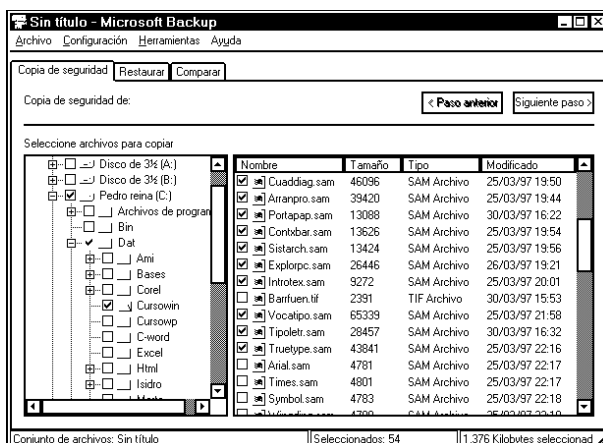 Sin título - Microsoft Backup
Archivo Configuración Herramientas Ayuda
Copia de seguridad Restaurar Comparar
Copia de seguridad de:
< Paso anterior Siguiente paso >
Seleccione archivos para copiar
Disco de 3½ (A:)
Disco de 3½ (B:)
Pedro reina (C:)
Archivos de program
Bin
Dat
Ami
Bases
Corel
Cursowin
Cursowp
C-word
Excel
Html
Isidro
Nombre Tamaño Tipo Modificado
Cuaddiag.sam 46096 SAM Archivo 25/03/97 19:50
Arranpro.sam 39420 SAM Archivo 25/03/97 19:44
Portapap.sam 13088 SAM Archivo 30/03/97 16:22
Contxbar.sam 13626 SAM Archivo 25/03/97 19:54
Sistarch.sam 13424 SAM Archivo 25/03/97 19:56
Explorpc.sam 26446 SAM Archivo 26/03/97 19:21
Introtex.sam 9272 SAM Archivo 25/03/97 20:01
Barrfuen.tif 2391 TIF Archivo 30/03/97 15:53
Vocatipo.sam 65339 SAM Archivo 25/03/97 21:58
Tipoletr.sam 28457 SAM Archivo 30/03/97 16:32
Truetype.sam 43841 SAM Archivo 25/03/97 22:16
Arial.sam 4781 SAM Archivo 25/03/97 22:17
Times.sam 4801 SAM Archivo 25/03/97 22:17
Symbol.sam 4783 SAM Archivo 25/03/97 22:18
Conjunto de archivos: Sin título Seleccionados: 54 1.376 Kilobytes seleccionad